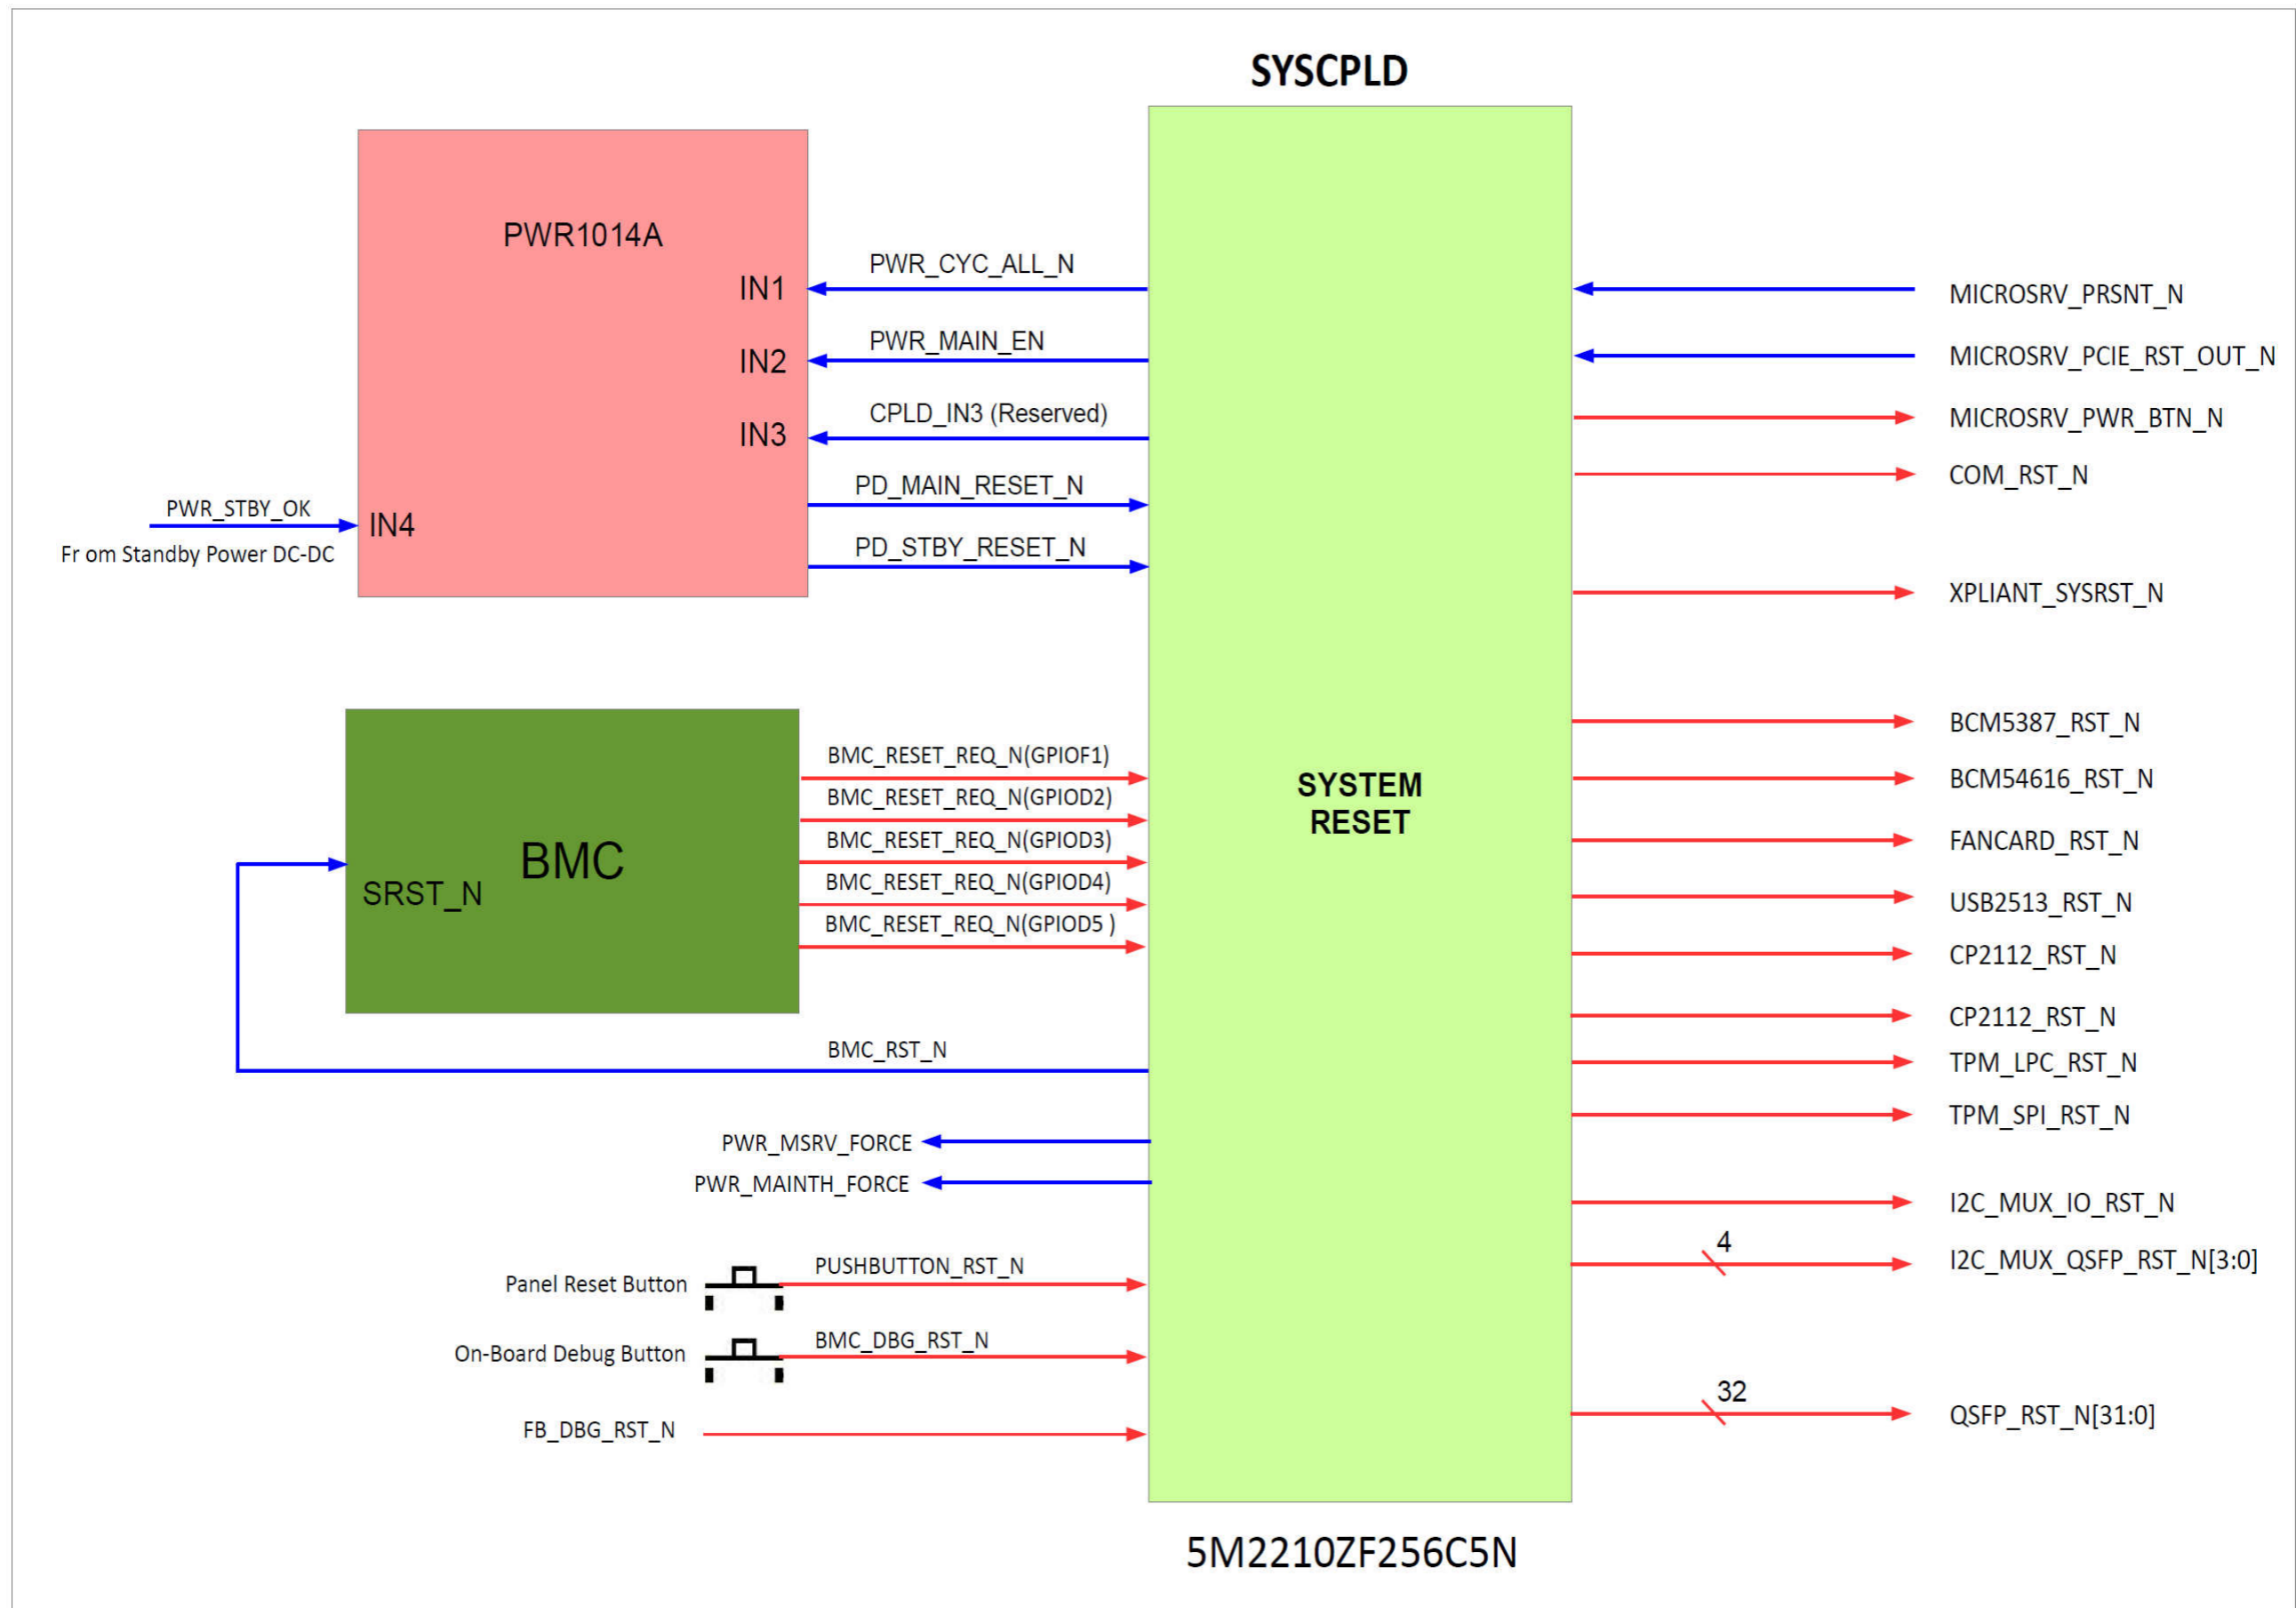 SYSCPLD
PWR1014A
IN1
IN2
IN3
IN4
PWR_STBY_OK
Fr om Standby Power DC-DC
PWR_CYC_ALL_N
PWR_MAIN_EN
CPLD_IN3 (Reserved)
PD_MAIN_RESET_N
PD_STBY_RESET_N
BMC
SRST_N
BMC_RESET_REQ_N(GPIOF1)
BMC_RESET_REQ_N(GPIOD2)
BMC_RESET_REQ_N(GPIOD3)
BMC_RESET_REQ_N(GPIOD4)
BMC_RESET_REQ_N(GPIOD5 )
BMC_RST_N
PWR_MSRV_FORCE
PWR_MAINTH_FORCE
Panel Reset Button
PUSHBUTTON_RST_N
On-Board Debug Button
BMC_DBG_RST_N
FB_DBG_RST_N
SYSTEM
RESET
MICROSRV_PRSNT_N
MICROSRV_PCIE_RST_OUT_N
MICROSRV_PWR_BTN_N
COM_RST_N
XPLIANT_SYSRST_N
BCM5387_RST_N
BCM54616_RST_N
FANCARD_RST_N
USB2513_RST_N
CP2112_RST_N
CP2112_RST_N
TPM_LPC_RST_N
TPM_SPI_RST_N
I2C_MUX_IO_RST_N
4
I2C_MUX_QSFP_RST_N[3:0]
32
QSFP_RST_N[31:0]
5M2210ZF256C5N